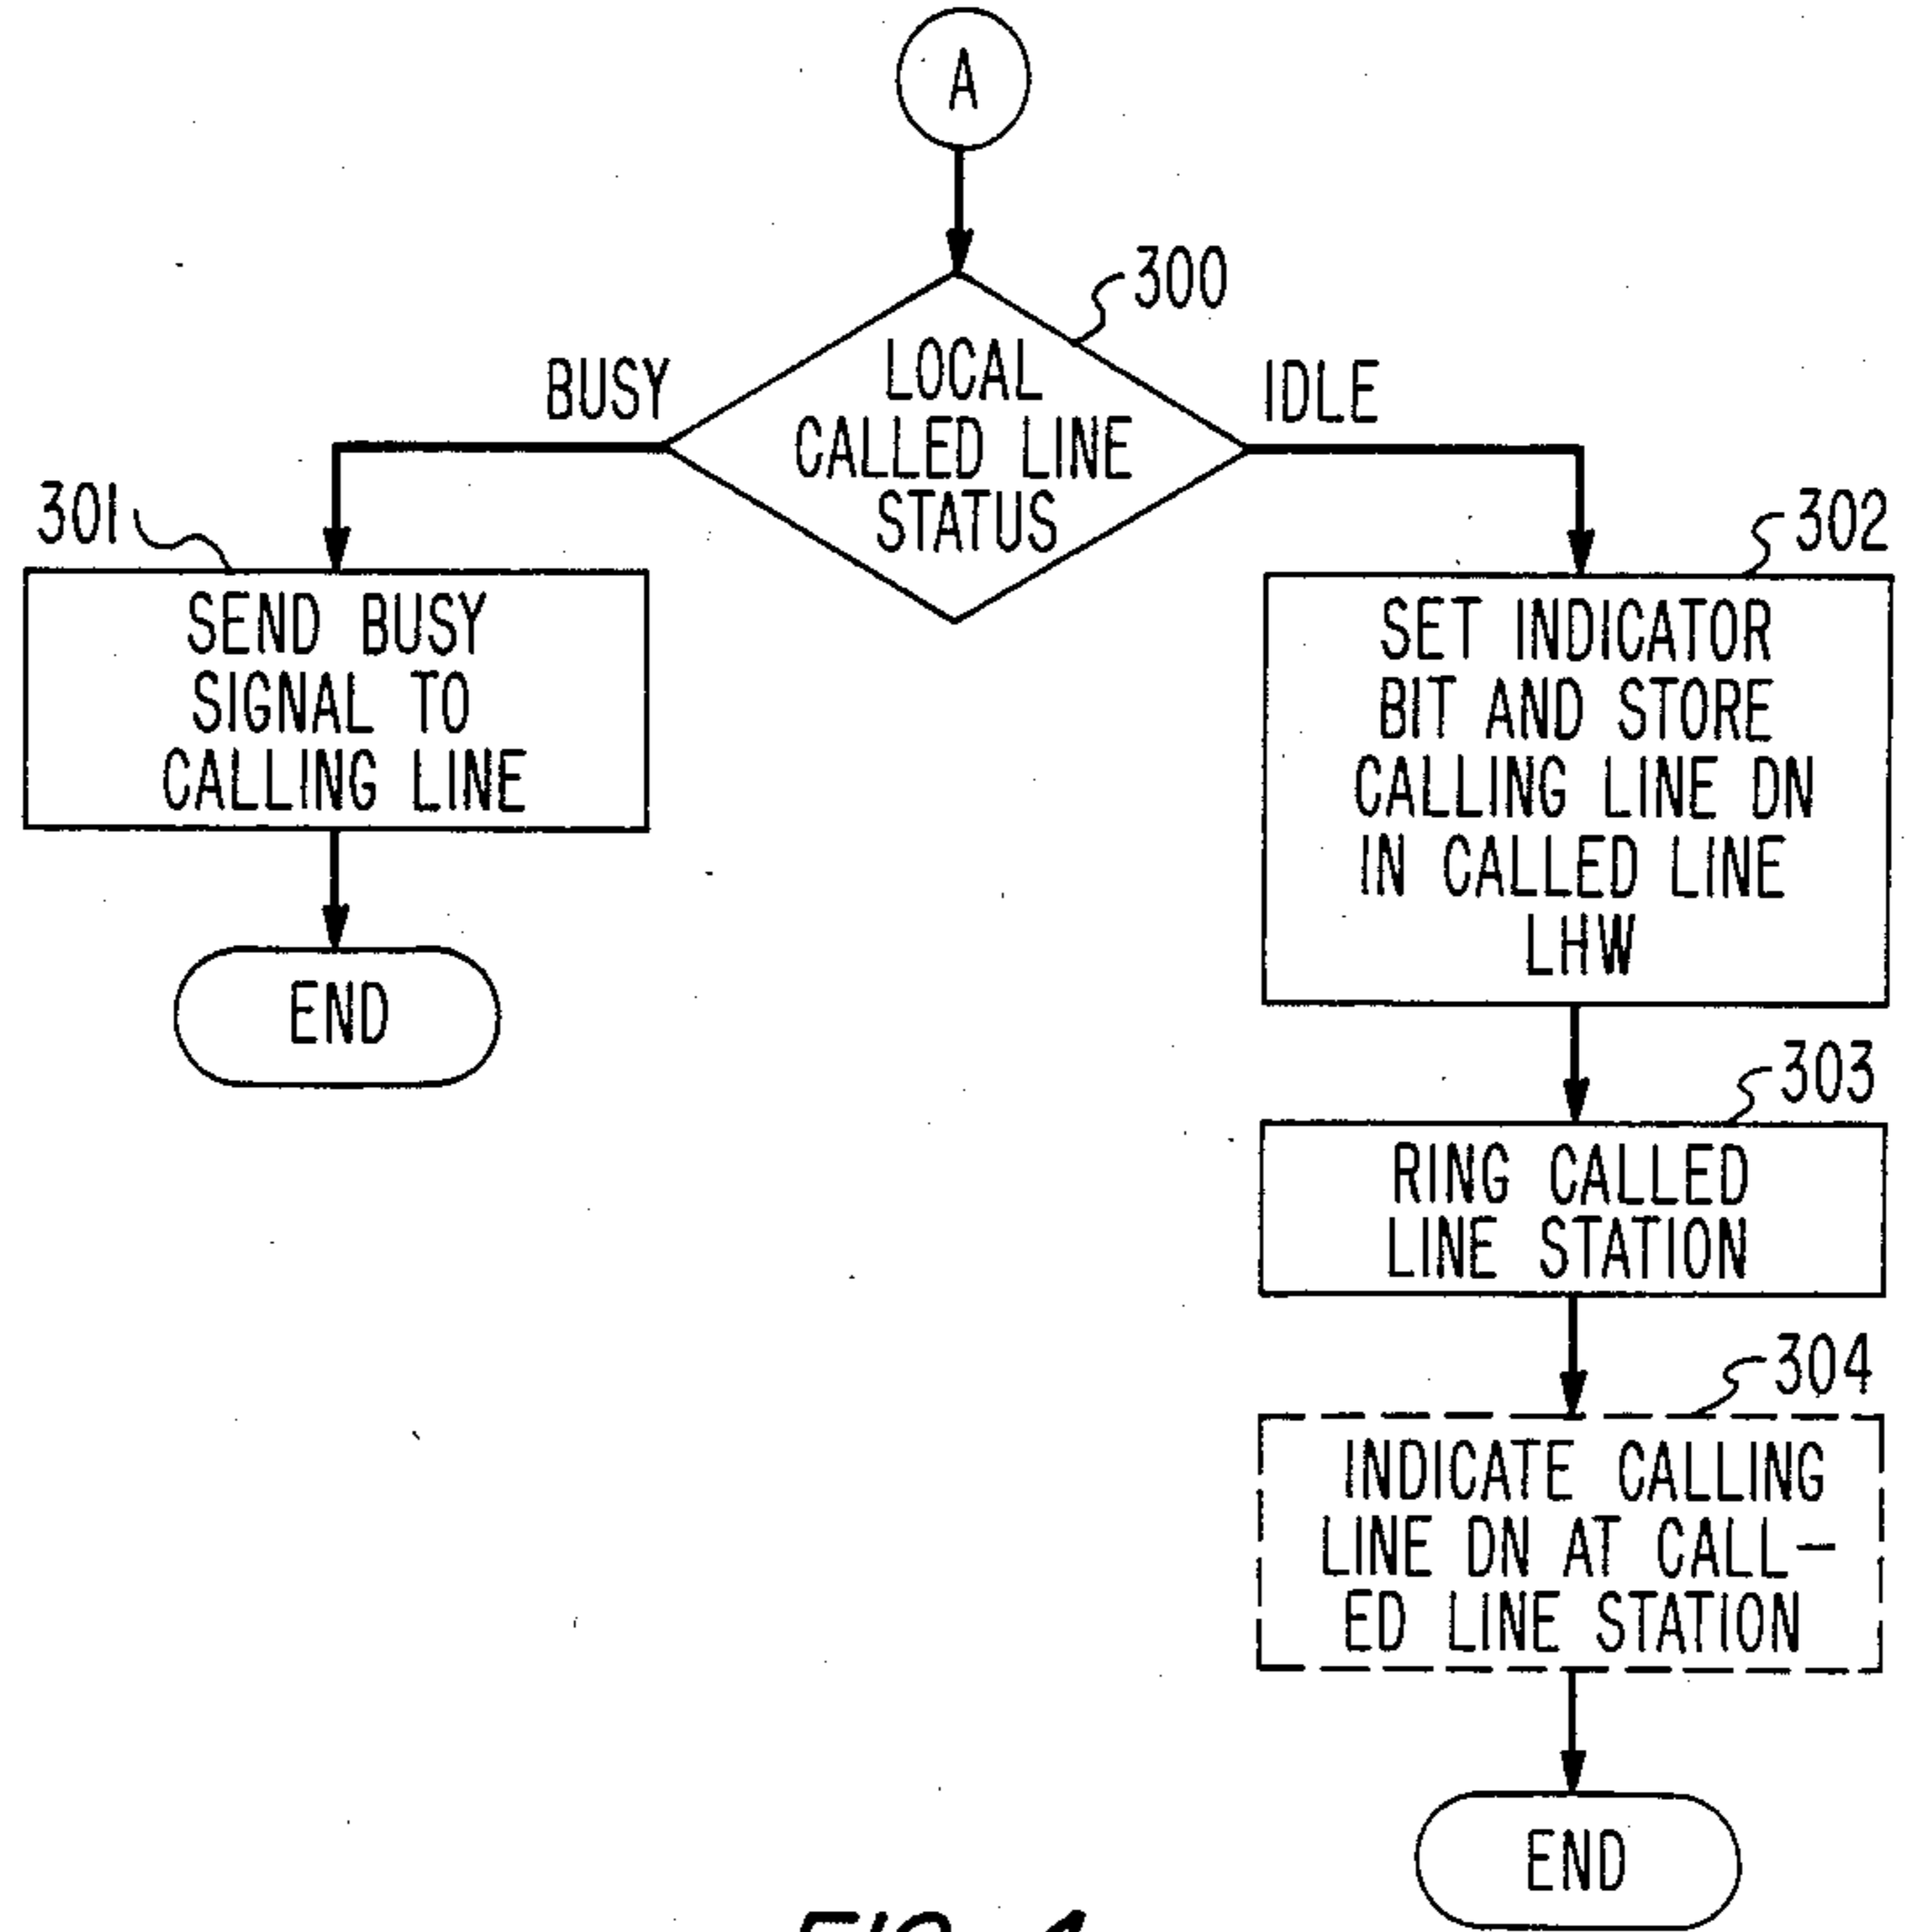 A
300
LOCAL
CALLED LINE
STATUS
BUSY
IDLE
301
SEND BUSY
SIGNAL TO
CALLING LINE
END
302
SET INDICATOR
BIT AND STORE
CALLING LINE DN
IN CALLED LINE
LHW
303
RING CALLED
LINE STATION
304
INDICATE CALLING
LINE DN AT CALL-
ED LINE STATION
END